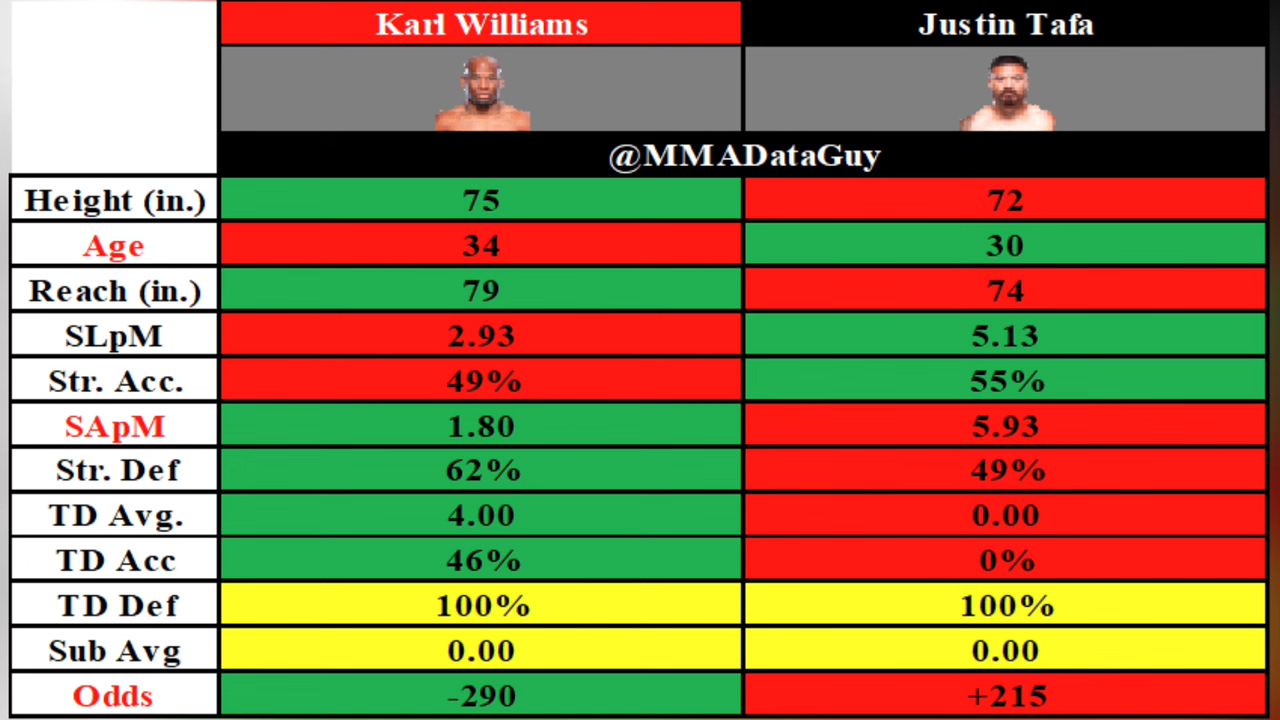 Karl Williams Justin Tafa
@MMADataGuy
Height (in.) 75 72
Age 34 30
Reach (in.) 79 74
SLpM 2.93 5.13
Str. Acc. 49% 55%
SApM 1.80 5.93
Str. Def 62% 49%
TD Avg. 4.00 0.00
TD Acc 46% 0%
TD Def 100% 100%
Sub Avg 0.00 0.00
Odds -290 +215